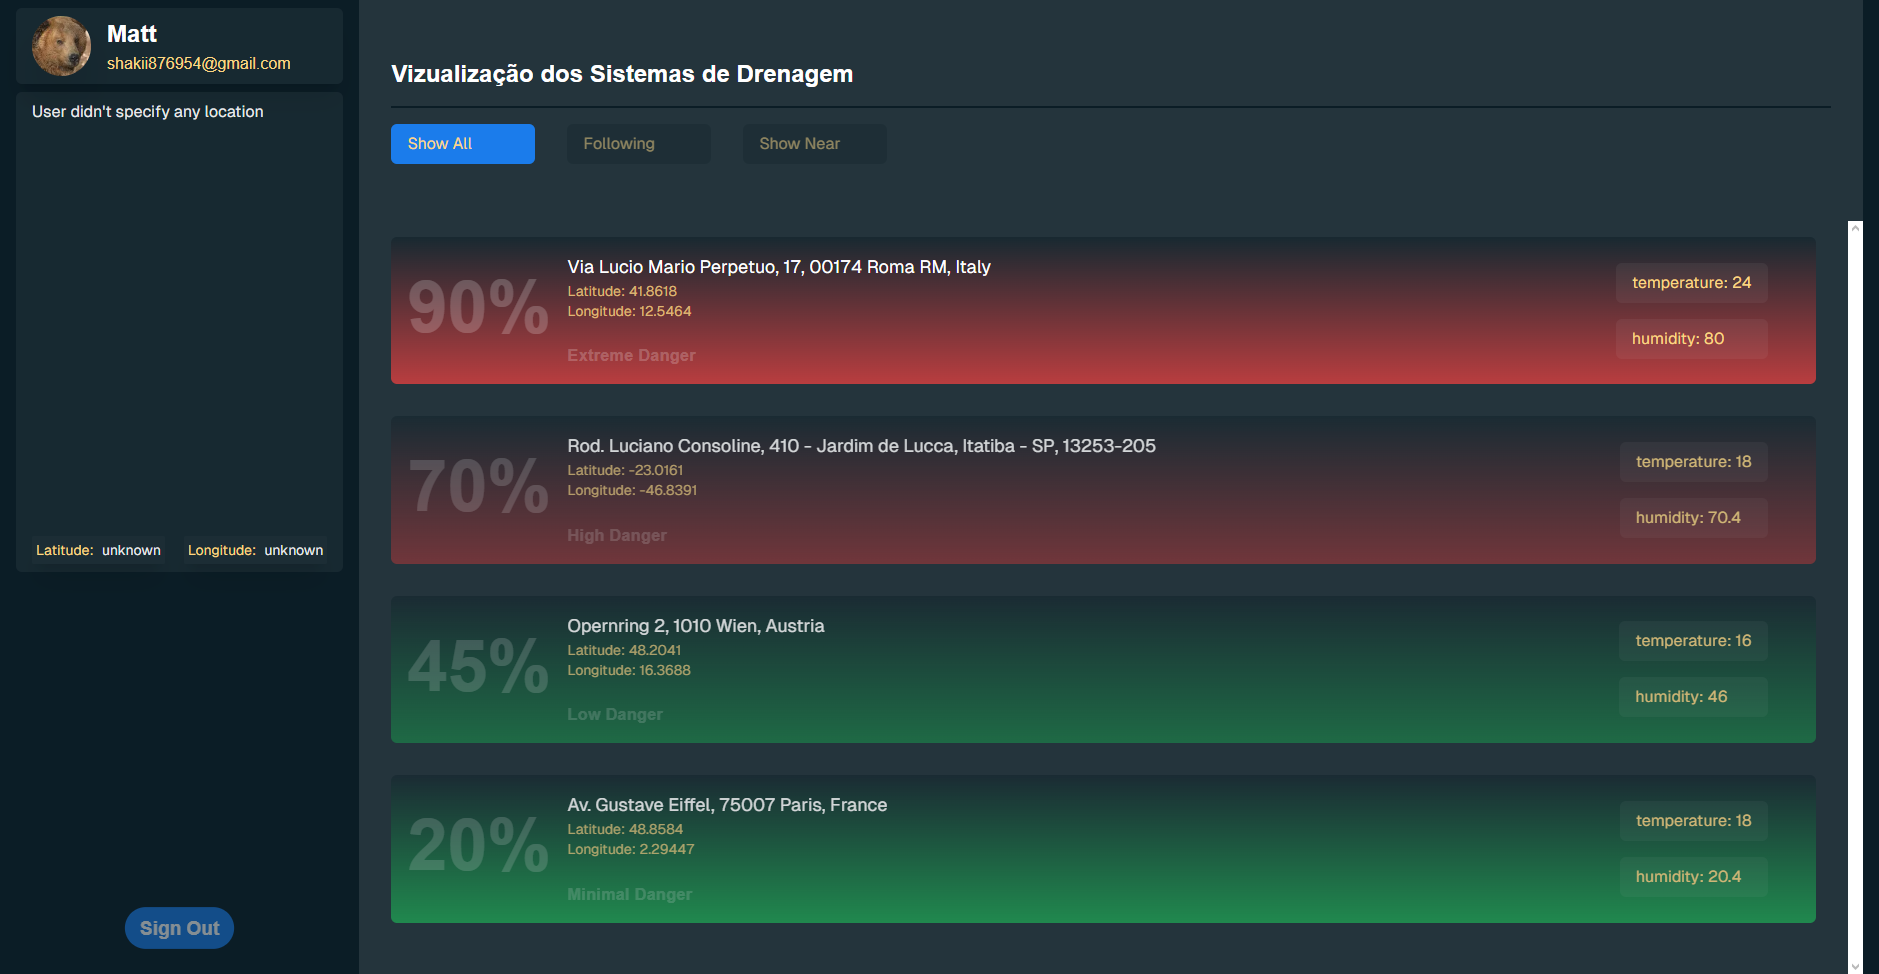 Matt
shakii876954@gmail.com
User didn't specify any location
Latitude: unknown Longitude: unknown
Sign Out
Vizualização dos Sistemas de Drenagem
Show All Following Show Near
90%
Via Lucio Mario Perpetuo, 17, 00174 Roma RM, Italy
Latitude: 41.8618
Longitude: 12.5464
Extreme Danger
temperature: 24
humidity: 80
70%
Rod. Luciano Consoline, 410 - Jardim de Lucca, Itatiba - SP, 13253-205
Latitude: -23.0161
Longitude: -46.8391
High Danger
temperature: 18
humidity: 70.4
45%
Opernring 2, 1010 Wien, Austria
Latitude: 48.2041
Longitude: 16.3688
Low Danger
temperature: 16
humidity: 46
20%
Av. Gustave Eiffel, 75007 Paris, France
Latitude: 48.8584
Longitude: 2.29447
Minimal Danger
temperature: 18
humidity: 20.4